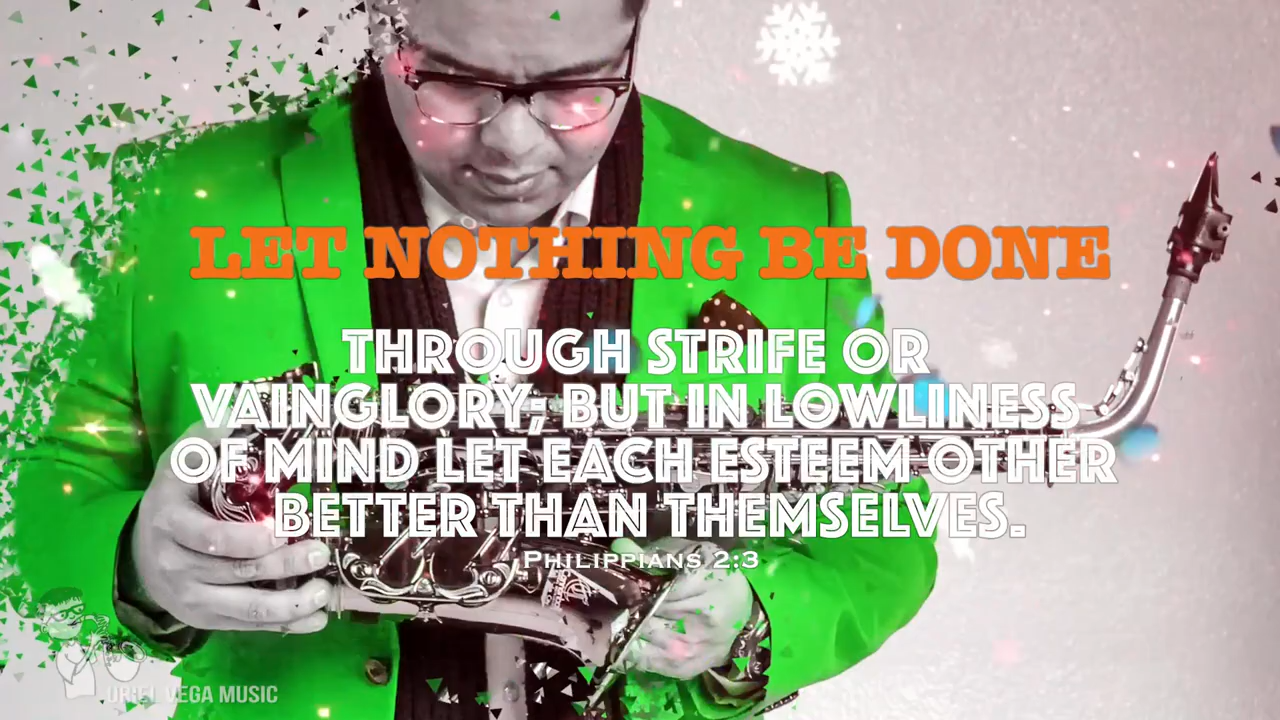 LET NOTHING BE DONE
THROUGH STRIFE OR
VAINGLORY; BUT IN LOWLINESS
OF MIND LET EACH ESTEEM OTHER
BETTER THAN THEMSELVES.
PHILIPPIANS 2:3
URIEL VEGA MUSIC